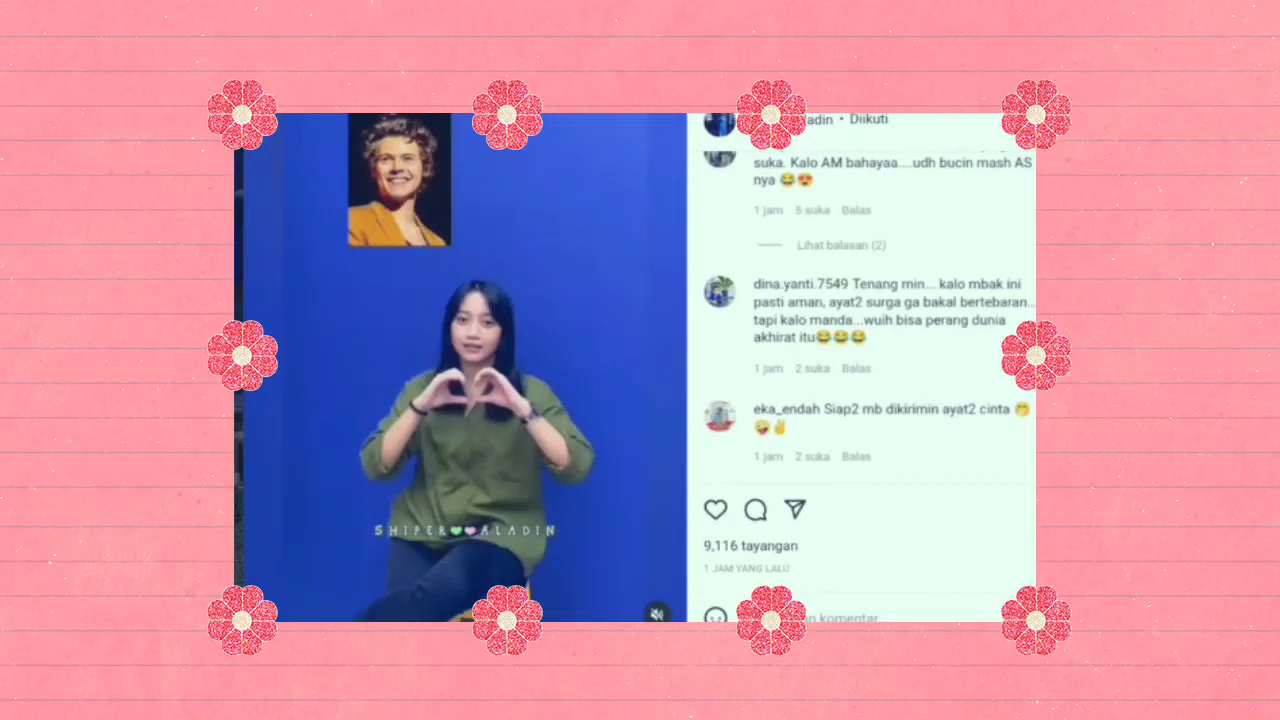 SHIPER ALADIN
adin • Diikuti
suka. Kalo AM bahayaa....udh bucin mash AS
nya 😂😍
1 jam 5 suka Balas
Lihat balasan (2)
dina.yanti.7549 Tenang min... kalo mbak ini
pasti aman, ayat2 surga ga bakal bertebaran...
tapi kalo manda...wuih bisa perang dunia
akhirat itu😂😂😂
1 jam 2 suka Balas
eka_endah Siap2 mb dikirimin ayat2 cinta 🤭
🤪✌
1 jam 2 suka Balas
9,116 tayangan
1 JAM YANG LALU
komentar